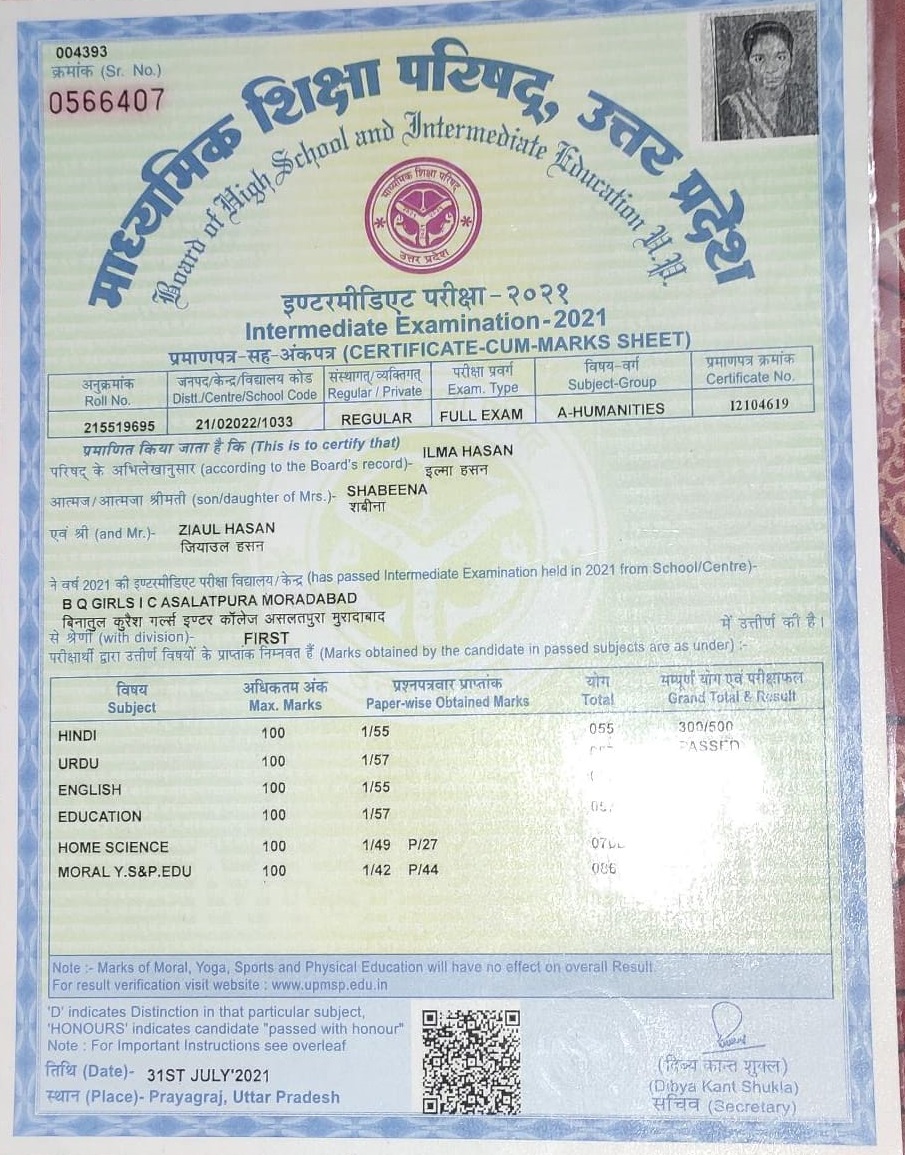 004393
क्रमांक (Sr. No.)
0566407
माध्यमिक शिक्षा परिषद्, उत्तर प्रदेश
Board of High School and Intermediate Education U.P.
माध्यमिक शिक्षा परिषद
उत्तर प्रदेश
इण्टरमीडिएट परीक्षा - २०२१
Intermediate Examination-2021
प्रमाणपत्र-सह-अंकपत्र (CERTIFICATE-CUM-MARKS SHEET)
अनुक्रमांक जनपद/केन्द्र/विद्यालय कोड संस्थागत/व्यक्तिगत परीक्षा प्रवर्ग विषय-वर्ग प्रमाणपत्र क्रमांक
Roll No. Distt./Centre/School Code Regular / Private Exam. Type Subject-Group Certificate No.
215519695 21/02022/1033 REGULAR FULL EXAM A-HUMANITIES 12104619
प्रमाणित किया जाता है कि (This is to certify that) ILMA HASAN
परिषद् के अभिलेखानुसार (according to the Board's record)- इल्मा हसन
आत्मज/आत्मजा श्रीमती (son/daughter of Mrs.)- SHABEENA
शबीना
एवं श्री (and Mr.)- ZIAUL HASAN
जियाउल हसन
ने वर्ष 2021 की इण्टरमीडिएट परीक्षा विद्यालय/केन्द्र (has passed Intermediate Examination held in 2021 from School/Centre)-
B Q GIRLS I C ASALATPURA MORADABAD
बिनातुल कुरैश गर्ल्स इण्टर कॉलेज असलतपुरा मुरादाबाद में उत्तीर्ण की है।
से श्रेणी (with division)- FIRST
परीक्षार्थी द्वारा उत्तीर्ण विषयों के प्राप्तांक निम्नवत हैं (Marks obtained by the candidate in passed subjects are as under) :-
विषय अधिकतम अंक प्रश्नपत्रवार प्राप्तांक योग सम्पूर्ण योग एवं परीक्षाफल
Subject Max. Marks Paper-wise Obtained Marks Total Grand Total & Result
HINDI 100 1/55 055 300/500
PASSED
URDU 100 1/57
ENGLISH 100 1/55
EDUCATION 100 1/57
HOME SCIENCE 100 1/49 P/27
MORAL Y.S&P.EDU 100 1/42 P/44 086
Note :- Marks of Moral, Yoga, Sports and Physical Education will have no effect on overall Result.
For result verification visit website : www.upmsp.edu.in
'D' indicates Distinction in that particular subject,
'HONOURS' indicates candidate "passed with honour"
Note : For Important Instructions see overleaf
तिथि (Date)- 31ST JULY'2021
स्थान (Place)- Prayagraj, Uttar Pradesh
(दिब्य कान्त शुक्ल)
(Dibya Kant Shukla)
सचिव (Secretary)